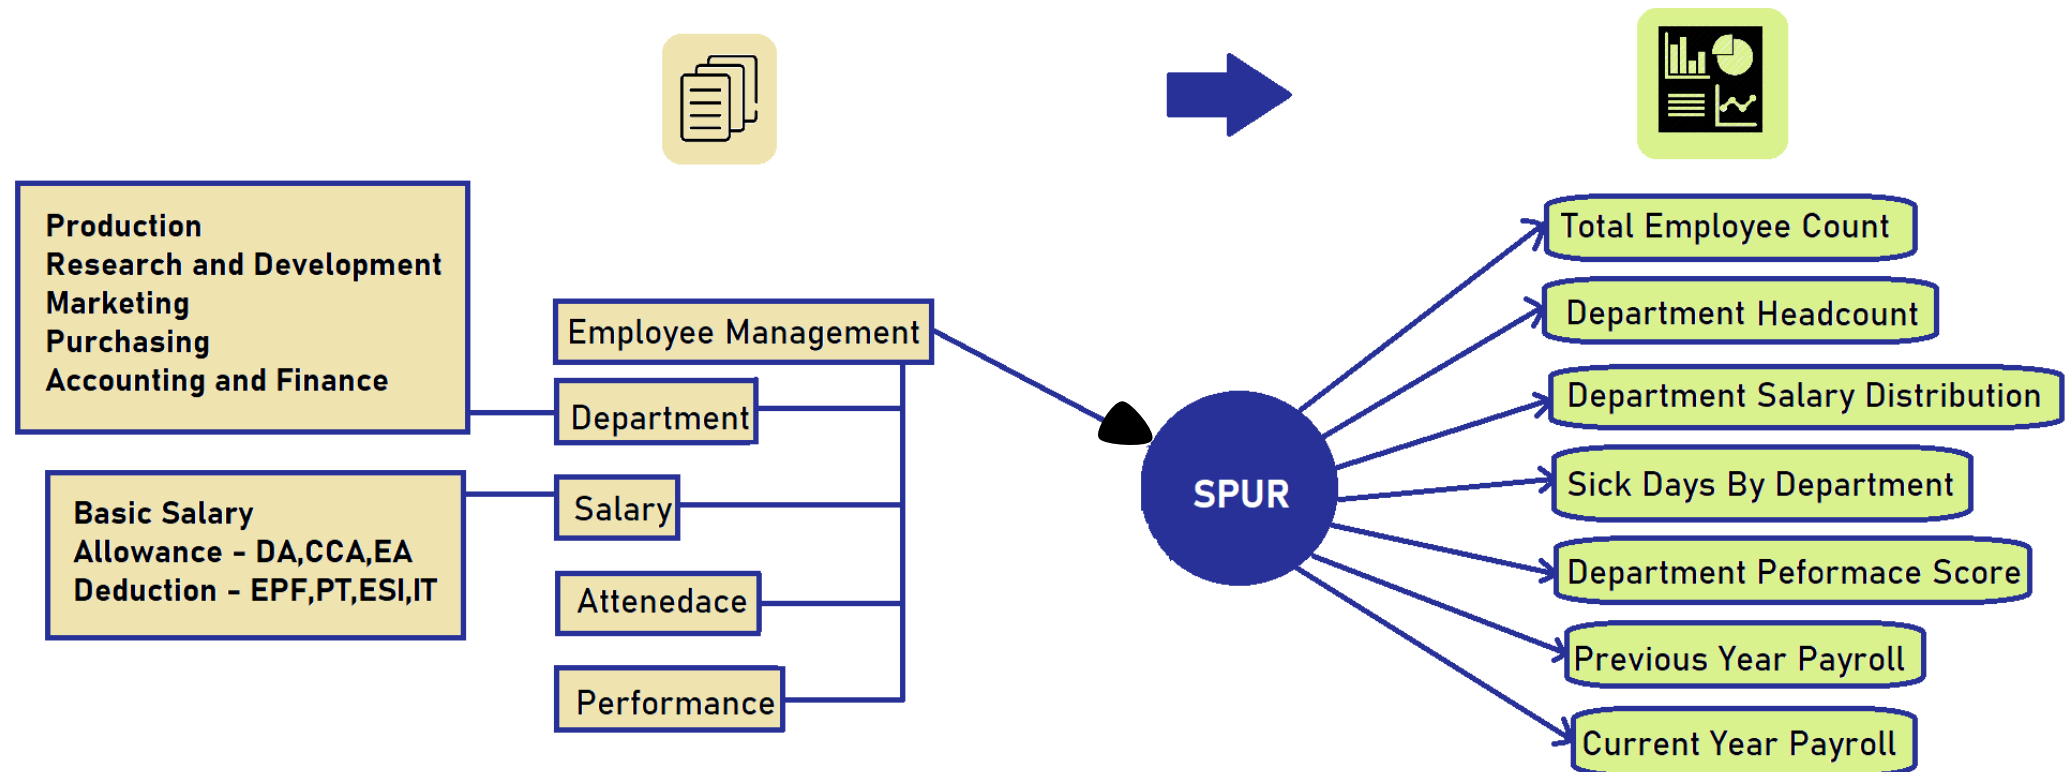 Production
Research and Development
Marketing
Purchasing
Accounting and Finance
Basic Salary
Allowance - DA,CCA,EA
Deduction - EPF,PT,ESI,IT
Employee Management
Department
Salary
Attenedace
Performance
SPUR
Total Employee Count
Department Headcount
Department Salary Distribution
Sick Days By Department
Department Peformace Score
Previous Year Payroll
Current Year Payroll